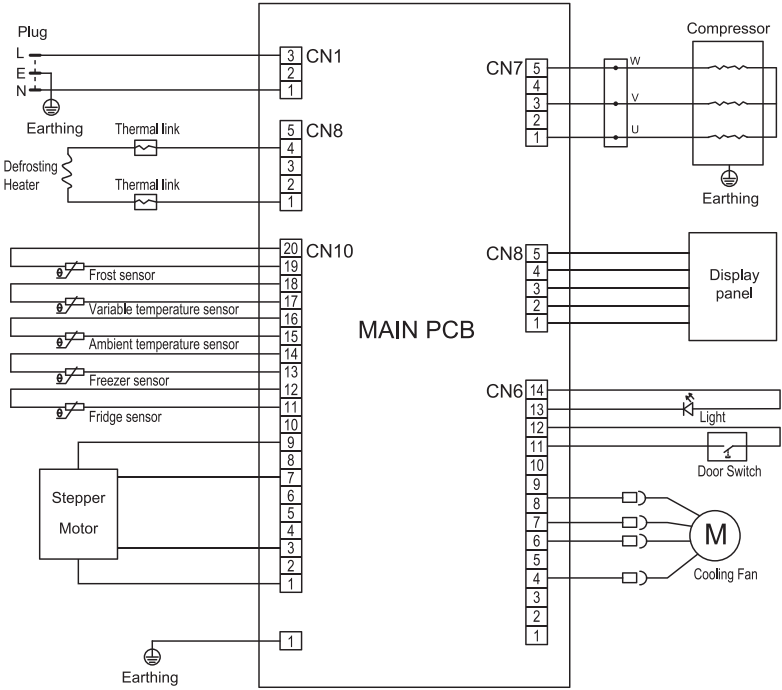 Plug
L
E
N
Earthing
3 CN1
2
1
Thermal link
Defrosting
Heater
Thermal link
5 CN8
4
3
2
1
20 CN10
19
18
17
16
15
14
13
12
11
10
9
8
7
6
5
4
3
2
1
Frost sensor
Variable temperature sensor
Ambient temperature sensor
Freezer sensor
Fridge sensor
Stepper
Motor
1
Earthing
MAIN PCB
Compressor
CN7 5
4
3
2
1
W
V
U
Earthing
CN8 5
4
3
2
1
Display
panel
CN6 14
13
12
11
10
9
8
7
6
5
4
3
2
1
Light
Door Switch
M
Cooling Fan